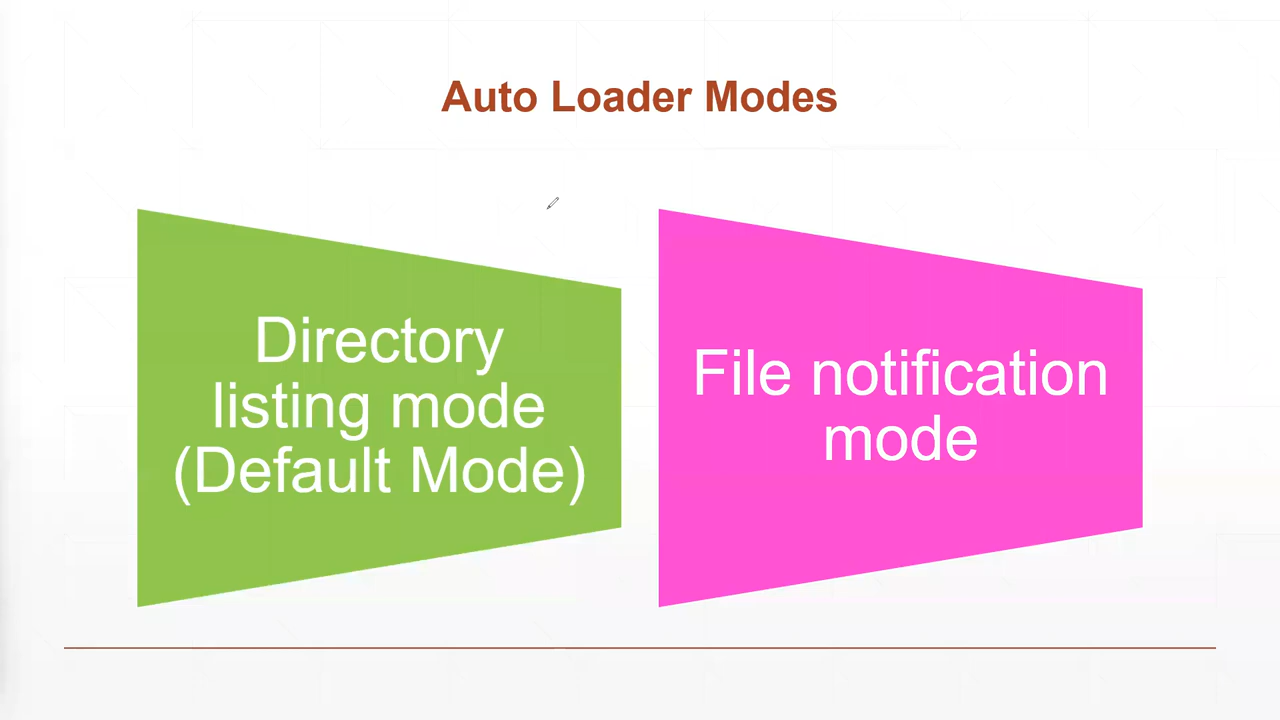 Auto Loader Modes
Directory
listing mode
(Default Mode)
File notification
mode